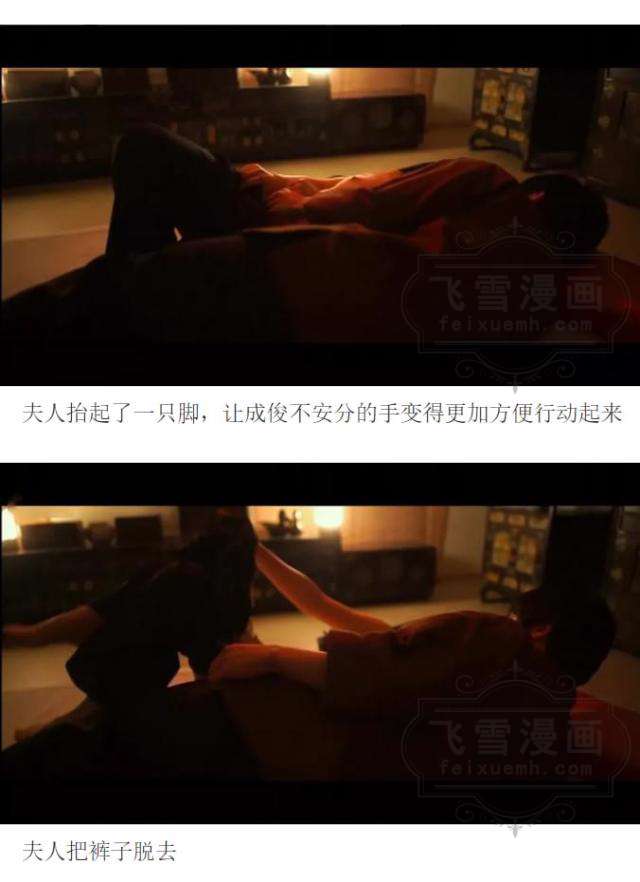 飞雪漫画
feixuemh.com
夫人抬起了一只脚，让成俊不安分的手变得更加方便行动起来
飞雪漫画
feixuemh.com
夫人把裤子脱去